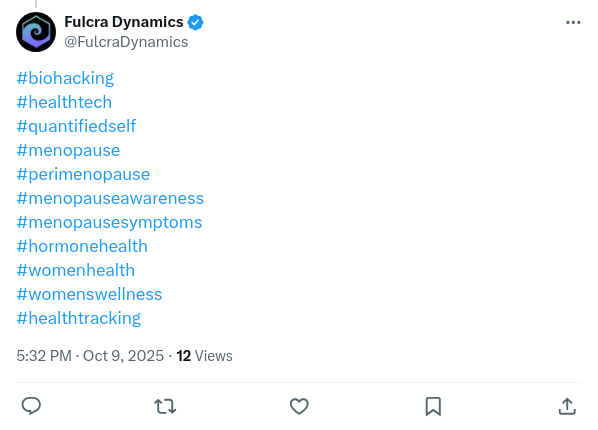 Fulcra Dynamics
@FulcraDynamics
#biohacking
#healthtech
#quantifiedself
#menopause
#perimenopause
#menopauseawareness
#menopausesymptoms
#hormonehealth
#womenhealth
#womenswellness
#healthtracking
5:32 PM · Oct 9, 2025 · 12 Views